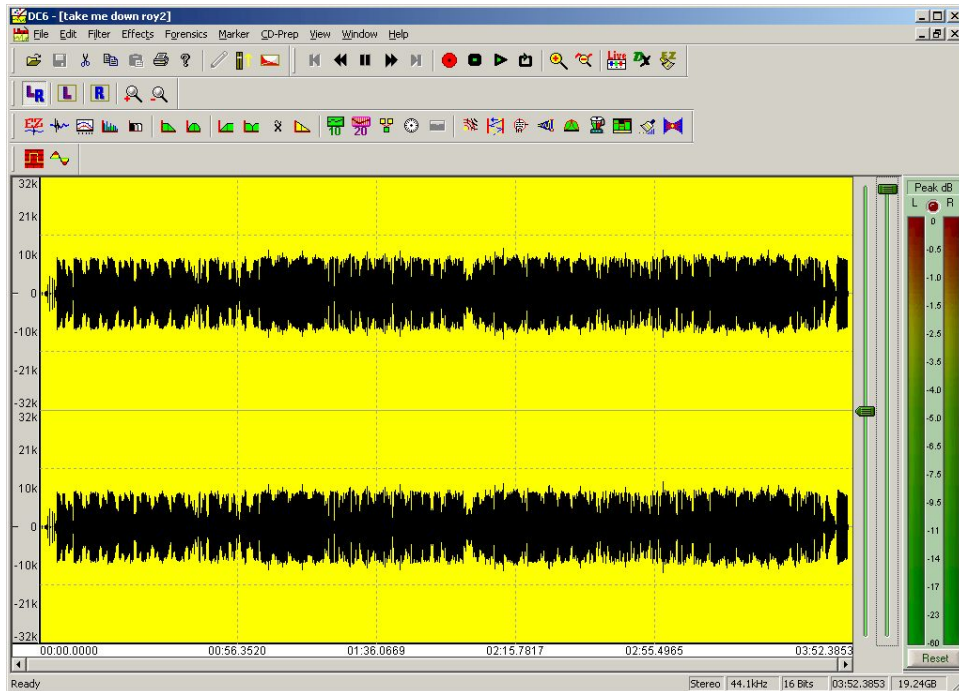 DC6 - [take me down roy2]
File Edit Filter Effects Forensics Marker CD-Prep View Window Help
Live
L R L R
EZ 10 20
32k
21k
10k
0
-10k
-21k
-32k
32k
21k
10k
0
-10k
-21k
-32k
00:00.0000 00:56.3520 01:36.0669 02:15.7817 02:55.4965 03:52.3853
Peak dB
L R
0
-0.5
-1.0
-1.5
-2.5
-3.5
-4.0
-5.0
-6.5
-7.5
-9.5
-11
-14
-17
-23
-60
Reset
Ready Stereo 44.1kHz 16 Bits 03:52.3853 19.24GB